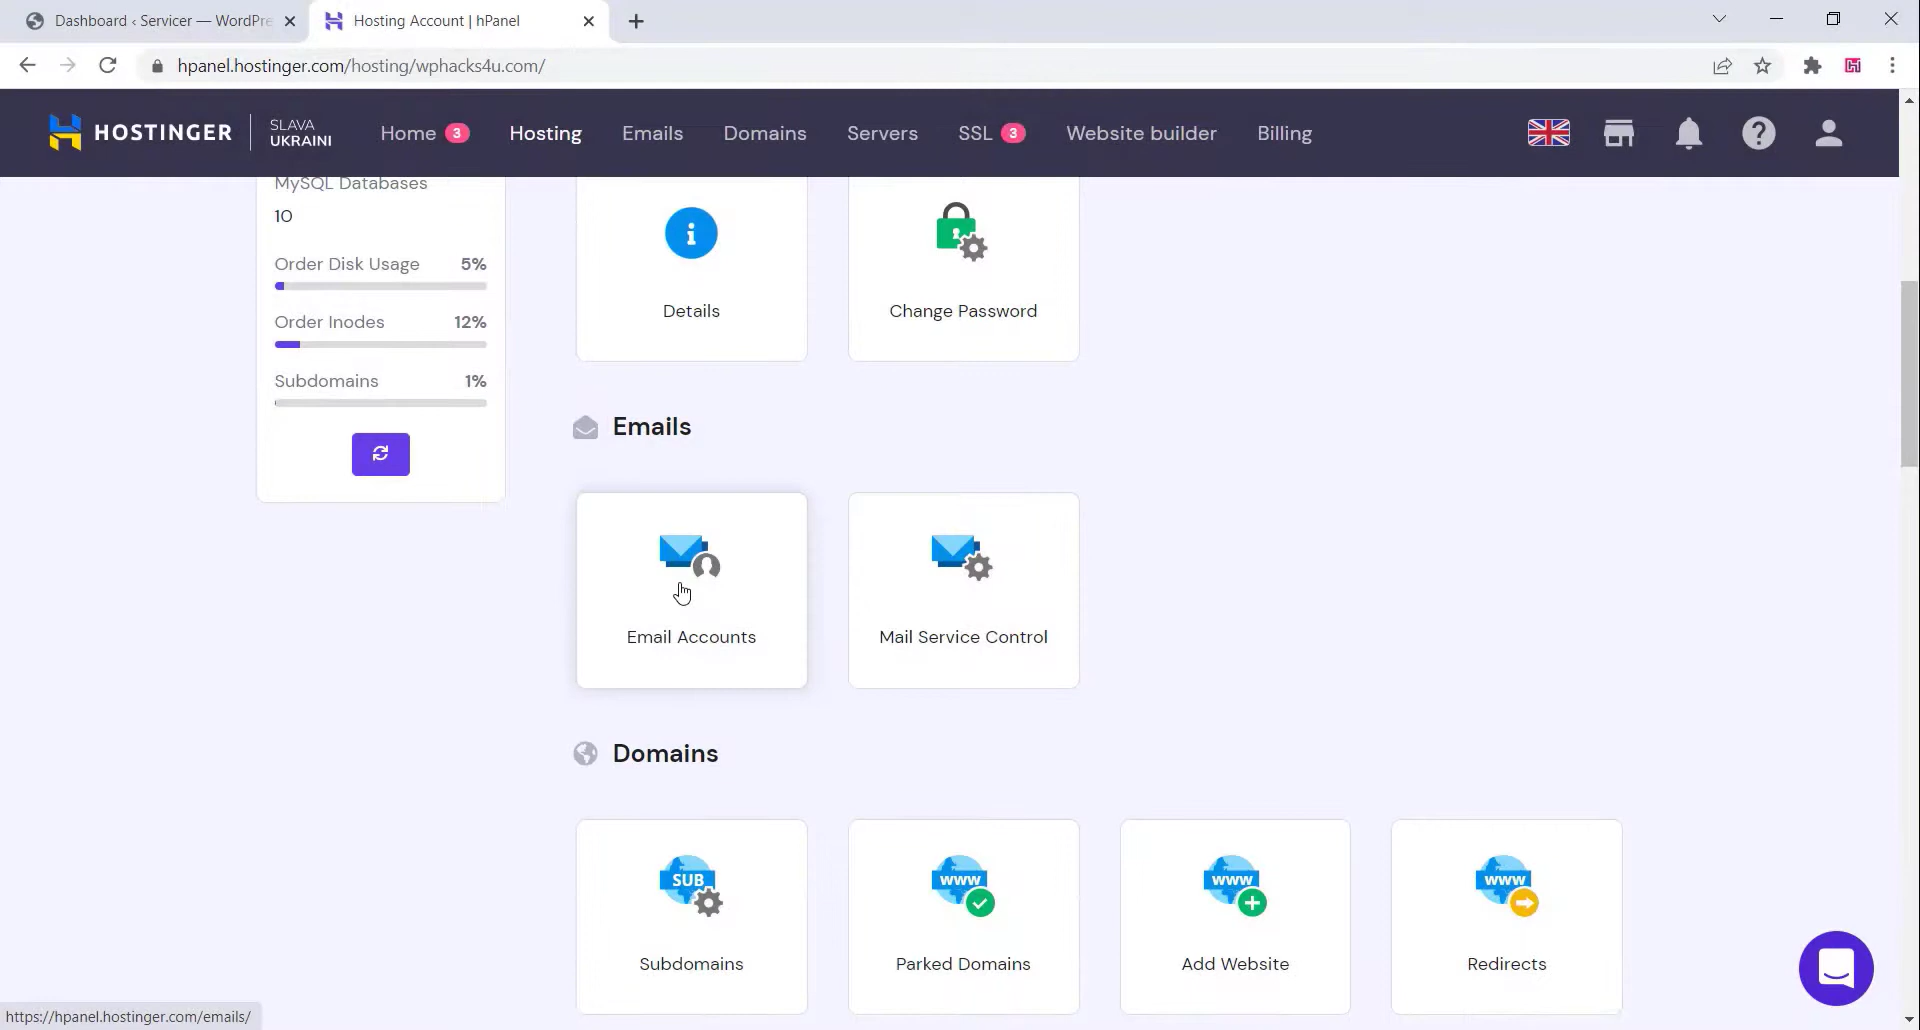 Dashboard ‹ Servicer — WordPre
Hosting Account | hPanel
hpanel.hostinger.com/hosting/wphacks4u.com/
HOSTINGER
SLAVA
UKRAINI
Home 3
Hosting
Emails
Domains
Servers
SSL 3
Website builder
Billing
MySQL Databases
10
Order Disk Usage 5%
Order Inodes 12%
Subdomains 1%
Details
Change Password
Emails
Email Accounts
Mail Service Control
Domains
SUB
www
www
www
Subdomains
Parked Domains
Add Website
Redirects
https://hpanel.hostinger.com/emails/